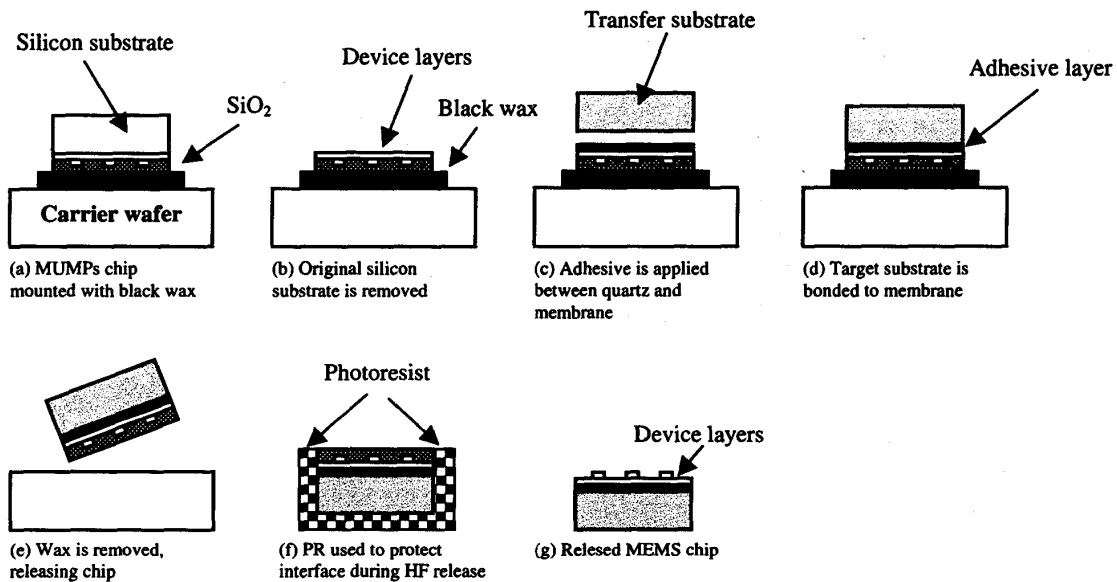 Silicon substrate
SiO2
Carrier wafer
(a) MUMPs chip
mounted with black wax
Device layers
Black wax
(b) Original silicon
substrate is removed
Transfer substrate
(c) Adhesive is applied
between quartz and
membrane
Adhesive layer
(d) Target substrate is
bonded to membrane
(e) Wax is removed,
releasing chip
Photoresist
(f) PR used to protect
interface during HF release
Device layers
(g) Relesed MEMS chip